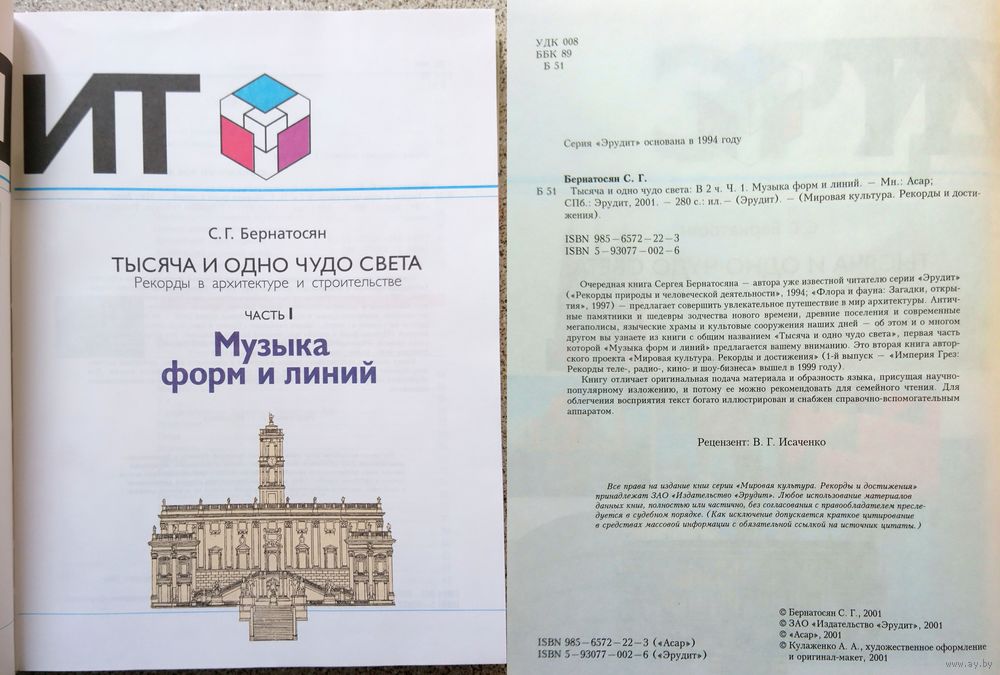 ИТ
С. Г. Бернатосян
ТЫСЯЧА И ОДНО ЧУДО СВЕТА
Рекорды в архитектуре и строительстве
ЧАСТЬ I
Музыка
форм и линий
УДК 008
ББК 89
Б 51
Серия «Эрудит» основана в 1994 году
Бернатосян С. Г.
Б 51 Тысяча и одно чудо света: В 2 ч. Ч. 1. Музыка форм и линий. — Мн.: Асар;
СПб.: Эрудит, 2001. — 280 с.: ил.— (Эрудит). — (Мировая культура. Рекорды и дости-
жения).
ISBN 985—6572—22—3
ISBN 5—93077—002—6
Очередная книга Сергея Бернатосяна — автора уже известной читателю серии «Эрудит»
(«Рекорды природы и человеческой деятельности», 1994; «Флора и фауна: Загадки, откры-
тия», 1997) — предлагает совершить увлекательное путешествие в мир архитектуры. Антич-
ные памятники и шедевры зодчества нового времени, древние поселения и современные
мегаполисы, языческие храмы и культовые сооружения наших дней — об этом и о многом
другом вы узнаете из книги с общим названием «Тысяча и одно чудо света», первая часть
которой «Музыка форм и линий» предлагается вашему вниманию. Это вторая книга автор-
ского проекта «Мировая культура. Рекорды и достижения» (1-й выпуск — «Империя Грез:
Рекорды теле-, радио-, кино- и шоу-бизнеса» вышел в 1999 году).
Книгу отличает оригинальная подача материала и образность языка, присущая научно-
популярному изложению, и потому ее можно рекомендовать для семейного чтения. Для
облегчения восприятия текст богато иллюстрирован и снабжен справочно-вспомогательным
аппаратом.
Рецензент: В. Г. Исаченко
Все права на издание книг серии «Мировая культура. Рекорды и достижения»
принадлежат ЗАО «Издательство «Эрудит». Любое использование материалов
данных книг, полностью или частично, без согласования с правообладателем пресле-
дуется в судебном порядке. (Как исключение допускается краткое цитирование
в средствах массовой информации с обязательной ссылкой на источник цитаты.)
ISBN 985—6572—22—3 («Асар»)
ISBN 5—93077—002—6 («Эрудит»)
© Бернатосян С. Г., 2001
© ЗАО «Издательство «Эрудит», 2001
© «Асар», 2001
© Кулаженко А. А., художественное оформление
и оригинал-макет, 2001
www.ay.by